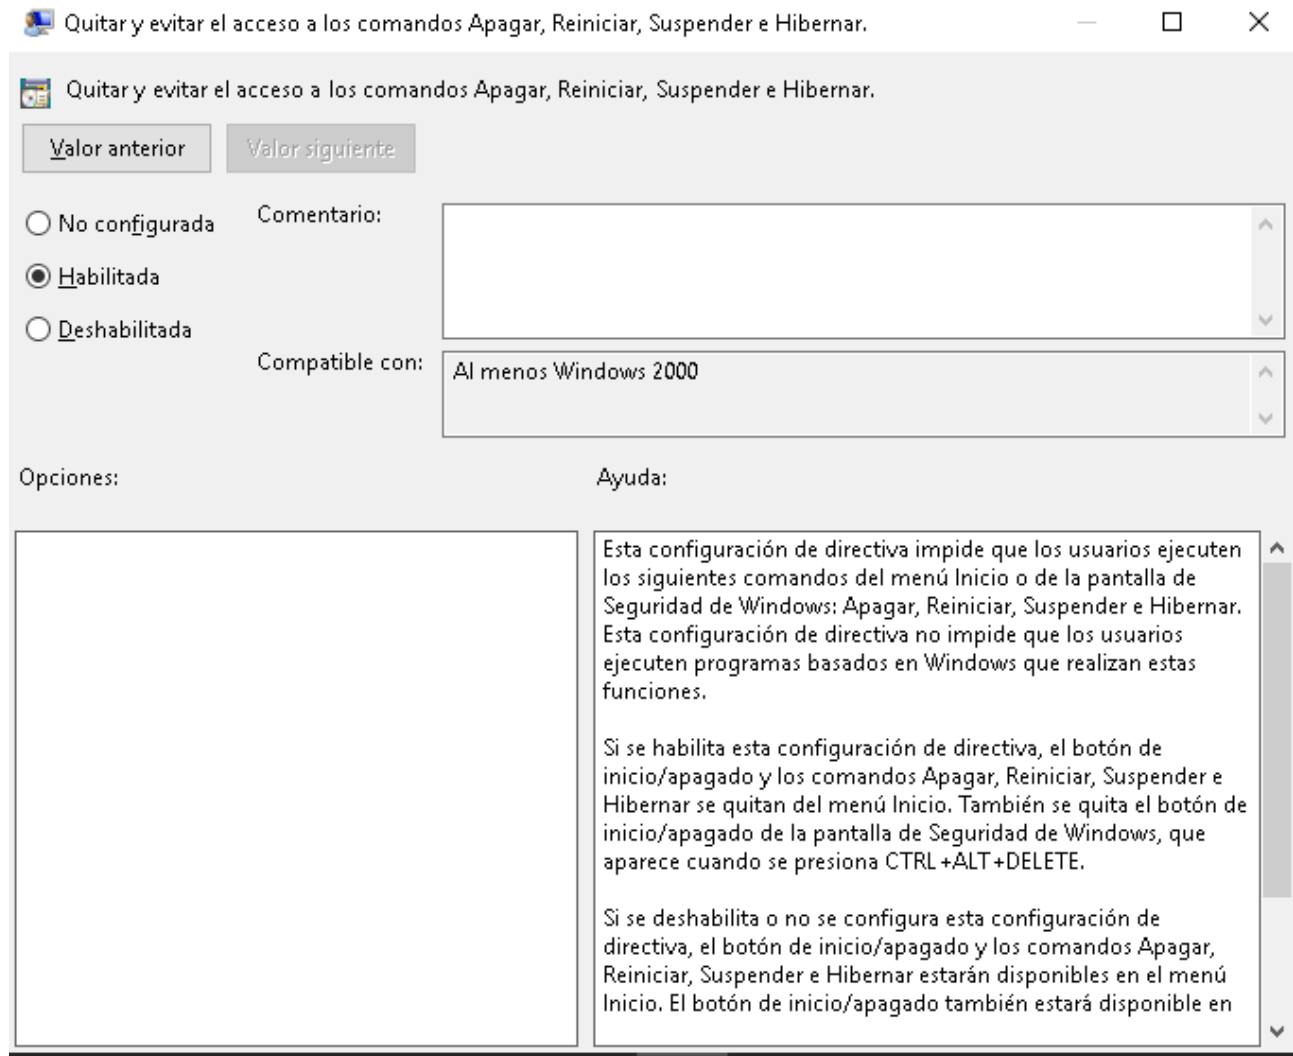 Quitar y evitar el acceso a los comandos Apagar, Reiniciar, Suspender e Hibernar.
Quitar y evitar el acceso a los comandos Apagar, Reiniciar, Suspender e Hibernar.
Valor anterior
Valor siguiente
No configurada
Habilitada
Deshabilitada
Comentario:
Compatible con:
Al menos Windows 2000
Opciones:
Ayuda:
Esta configuración de directiva impide que los usuarios ejecuten
los siguientes comandos del menú Inicio o de la pantalla de
Seguridad de Windows: Apagar, Reiniciar, Suspender e Hibernar.
Esta configuración de directiva no impide que los usuarios
ejecuten programas basados en Windows que realizan estas
funciones.
Si se habilita esta configuración de directiva, el botón de
inicio/apagado y los comandos Apagar, Reiniciar, Suspender e
Hibernar se quitan del menú Inicio. También se quita el botón de
inicio/apagado de la pantalla de Seguridad de Windows, que
aparece cuando se presiona CTRL+ALT+DELETE.
Si se deshabilita o no se configura esta configuración de
directiva, el botón de inicio/apagado y los comandos Apagar,
Reiniciar, Suspender e Hibernar estarán disponibles en el menú
Inicio. El botón de inicio/apagado también estará disponible en